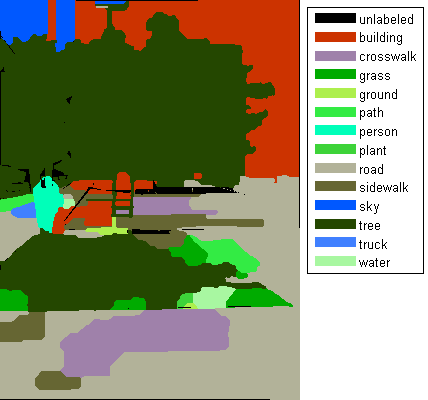 unlabeled
building
crosswalk
grass
ground
path
person
plant
road
sidewalk
sky
tree
truck
water